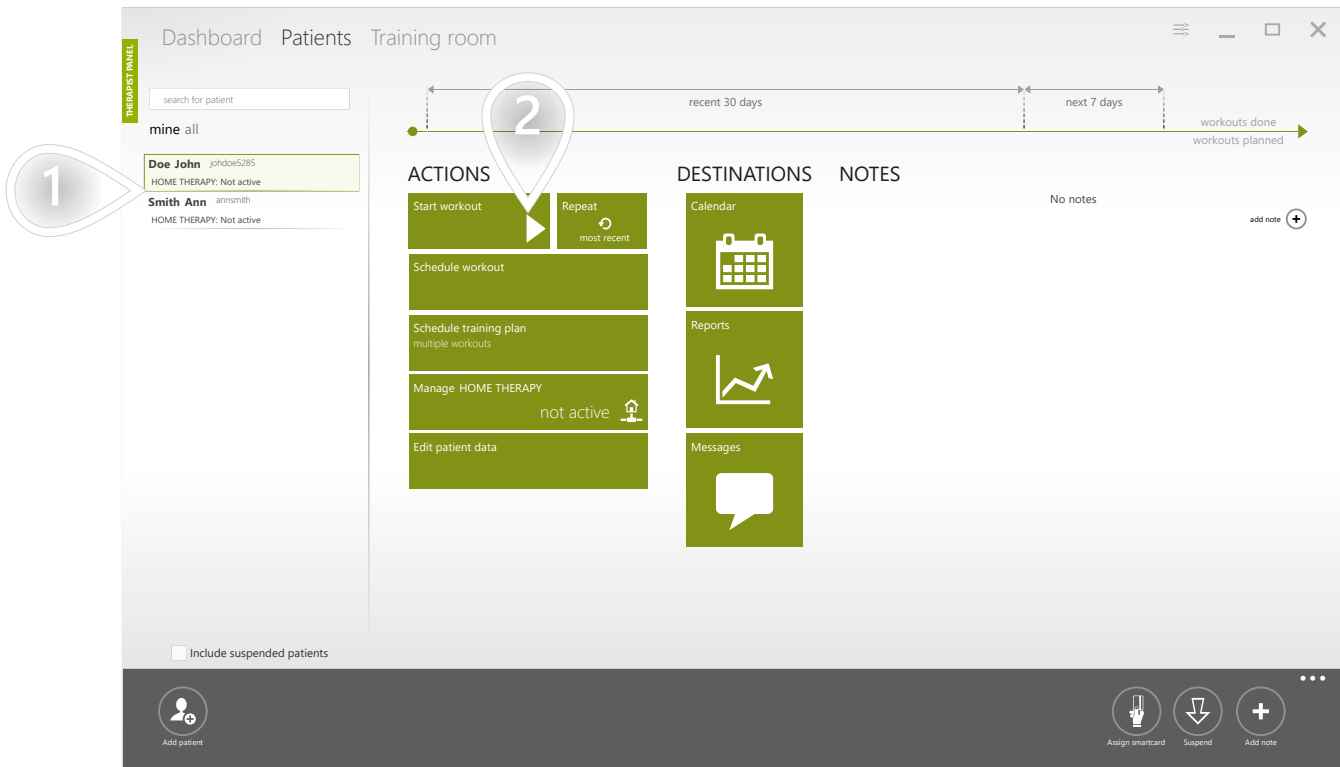 Dashboard Patients Training room
THERAPIST PANEL
search for patient
mine all
1
Doe John johdoe5285
HOME THERAPY: Not active
Smith Ann annsmith
HOME THERAPY: Not active
Include suspended patients
2
recent 30 days
next 7 days
workouts done
workouts planned
ACTIONS
Start workout
Repeat
most recent
Schedule workout
Schedule training plan
multiple workouts
Manage HOME THERAPY
not active
Edit patient data
DESTINATIONS
Calendar
Reports
Messages
NOTES
No notes
add note
Add patient
Assign smartcard
Suspend
Add note